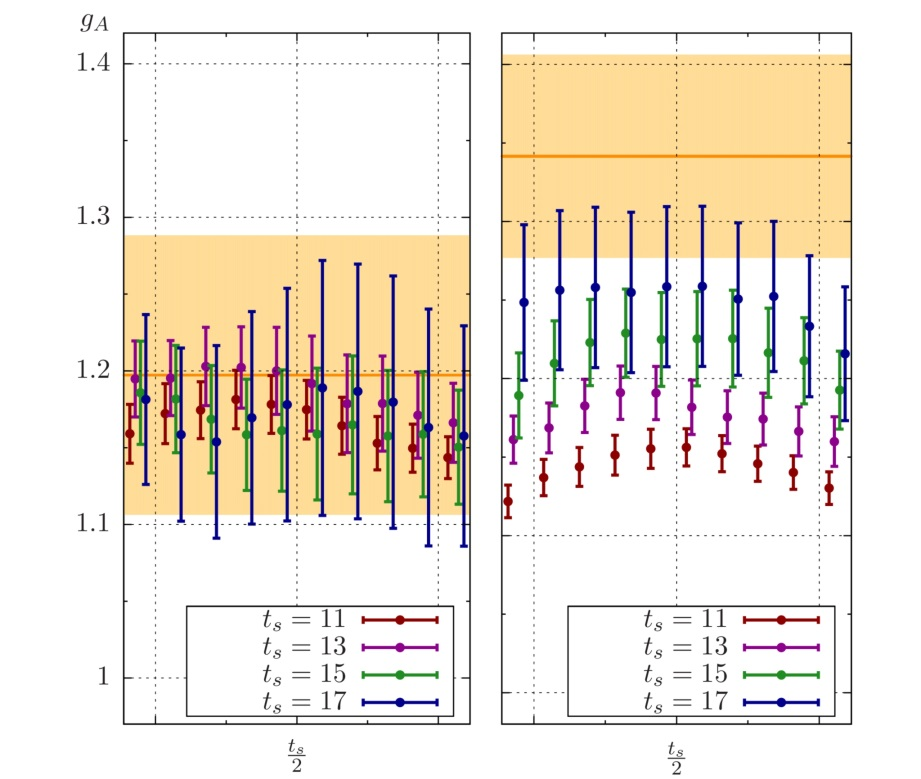 g_A
1.4
1.3
1.2
1.1
1
t_s = 11
t_s = 13
t_s = 15
t_s = 17
t_s/2
t_s = 11
t_s = 13
t_s = 15
t_s = 17
t_s/2